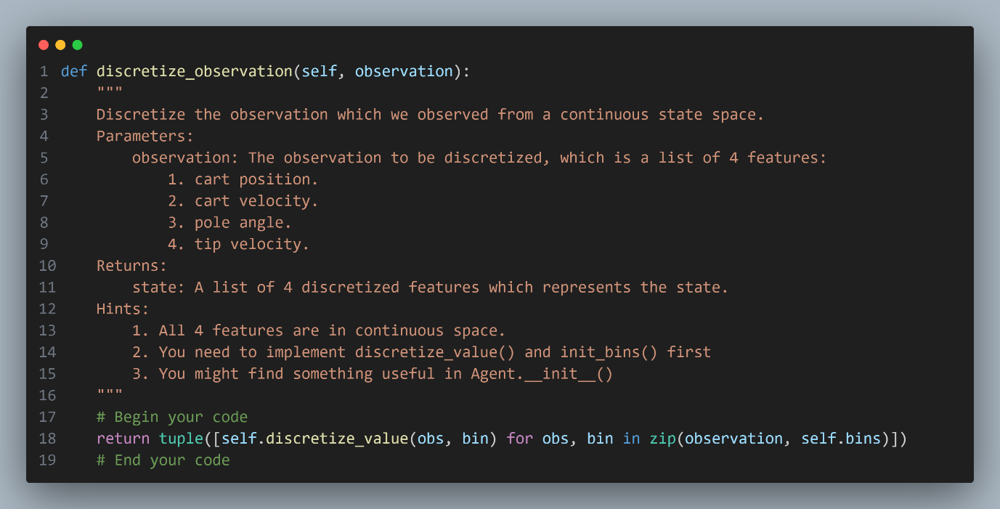 1 def discretize_observation(self, observation):
2     """
3     Discretize the observation which we observed from a continuous state space.
4     Parameters:
5         observation: The observation to be discretized, which is a list of 4 features:
6             1. cart position.
7             2. cart velocity.
8             3. pole angle.
9             4. tip velocity.
10     Returns:
11         state: A list of 4 discretized features which represents the state.
12     Hints:
13         1. All 4 features are in continuous space.
14         2. You need to implement discretize_value() and init_bins() first
15         3. You might find something useful in Agent.__init__()
16     """
17     # Begin your code
18     return tuple([self.discretize_value(obs, bin) for obs, bin in zip(observation, self.bins)])
19     # End your code